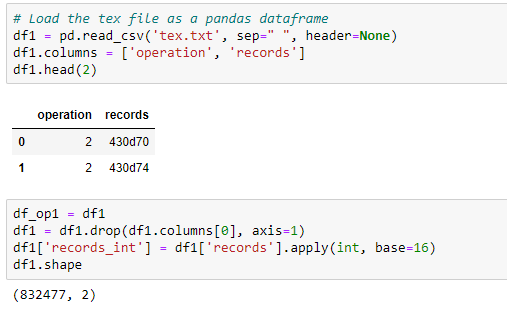 # Load the tex file as a pandas dataframe
df1 = pd.read_csv('tex.txt', sep=" ", header=None)
df1.columns = ['operation', 'records']
df1.head(2)
operation records
0 2 430d70
1 2 430d74
df_op1 = df1
df1 = df1.drop(df1.columns[0], axis=1)
df1['records_int'] = df1['records'].apply(int, base=16)
df1.shape
(832477, 2)